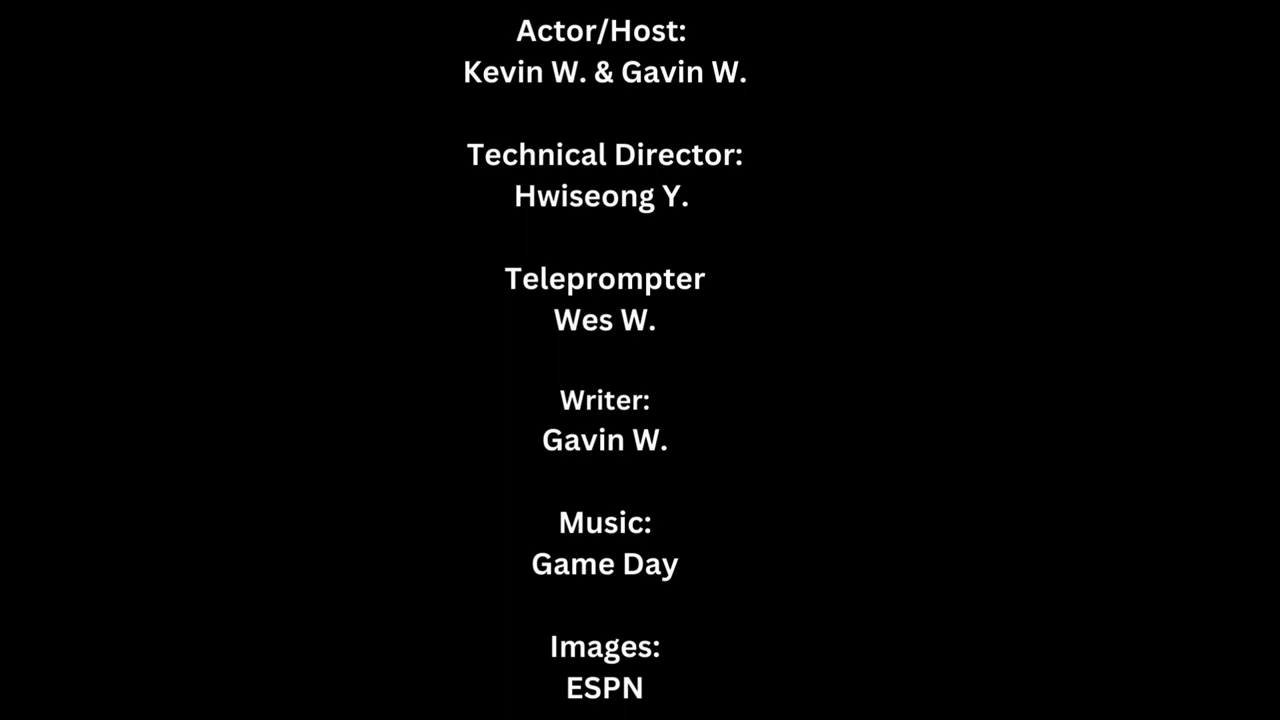 Actor/Host:
Kevin W. & Gavin W.
Technical Director:
Hwiseong Y.
Teleprompter
Wes W.
Writer:
Gavin W.
Music:
Game Day
Images:
ESPN